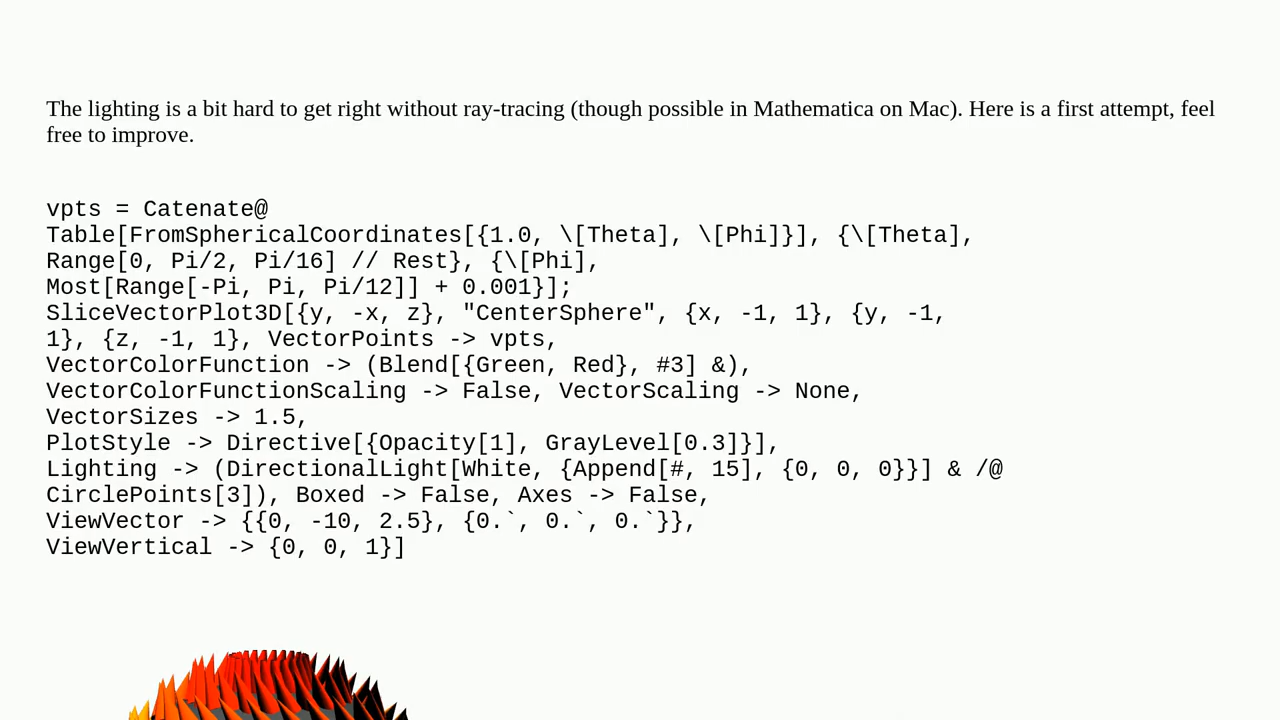 The lighting is a bit hard to get right without ray-tracing (though possible in Mathematica on Mac). Here is a first attempt, feel
free to improve.
vpts = Catenate@
Table[FromSphericalCoordinates[{1.0, \[Theta], \[Phi]}], {\[Theta],
Range[0, Pi/2, Pi/16] // Rest}, {\[Phi],
Most[Range[-Pi, Pi, Pi/12]] + 0.001}];
SliceVectorPlot3D[{y, -x, z}, "CenterSphere", {x, -1, 1}, {y, -1,
1}, {z, -1, 1}, VectorPoints -> vpts,
VectorColorFunction -> (Blend[{Green, Red}, #3] &),
VectorColorFunctionScaling -> False, VectorScaling -> None,
VectorSizes -> 1.5,
PlotStyle -> Directive[{Opacity[1], GrayLevel[0.3]}],
Lighting -> (DirectionalLight[White, {Append[#, 15], {0, 0, 0}}] & /@
CirclePoints[3]), Boxed -> False, Axes -> False,
ViewVector -> {{0, -10, 2.5}, {0.`, 0.`, 0.`}},
ViewVertical -> {0, 0, 1}]